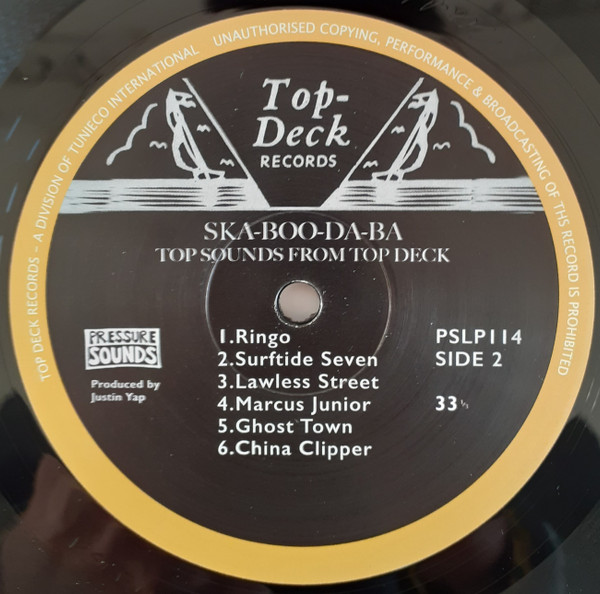 TOP DECK RECORDS - A DIVISION OF TUNIECO INTERNATIONAL UNAUTHORISED COPYING, PERFORMANCE & BROADCASTING OF THS RECORD IS PROHIBITED
Top-
Deck
RECORDS
SKA-BOO-DA-BA
TOP SOUNDS FROM TOP DECK
PRESSURE
SOUNDS
Produced by
Justin Yap
1.Ringo
2.Surftide Seven
3.Lawless Street
4.Marcus Junior
5.Ghost Town
6.China Clipper
PSLP114
SIDE 2
33⅓